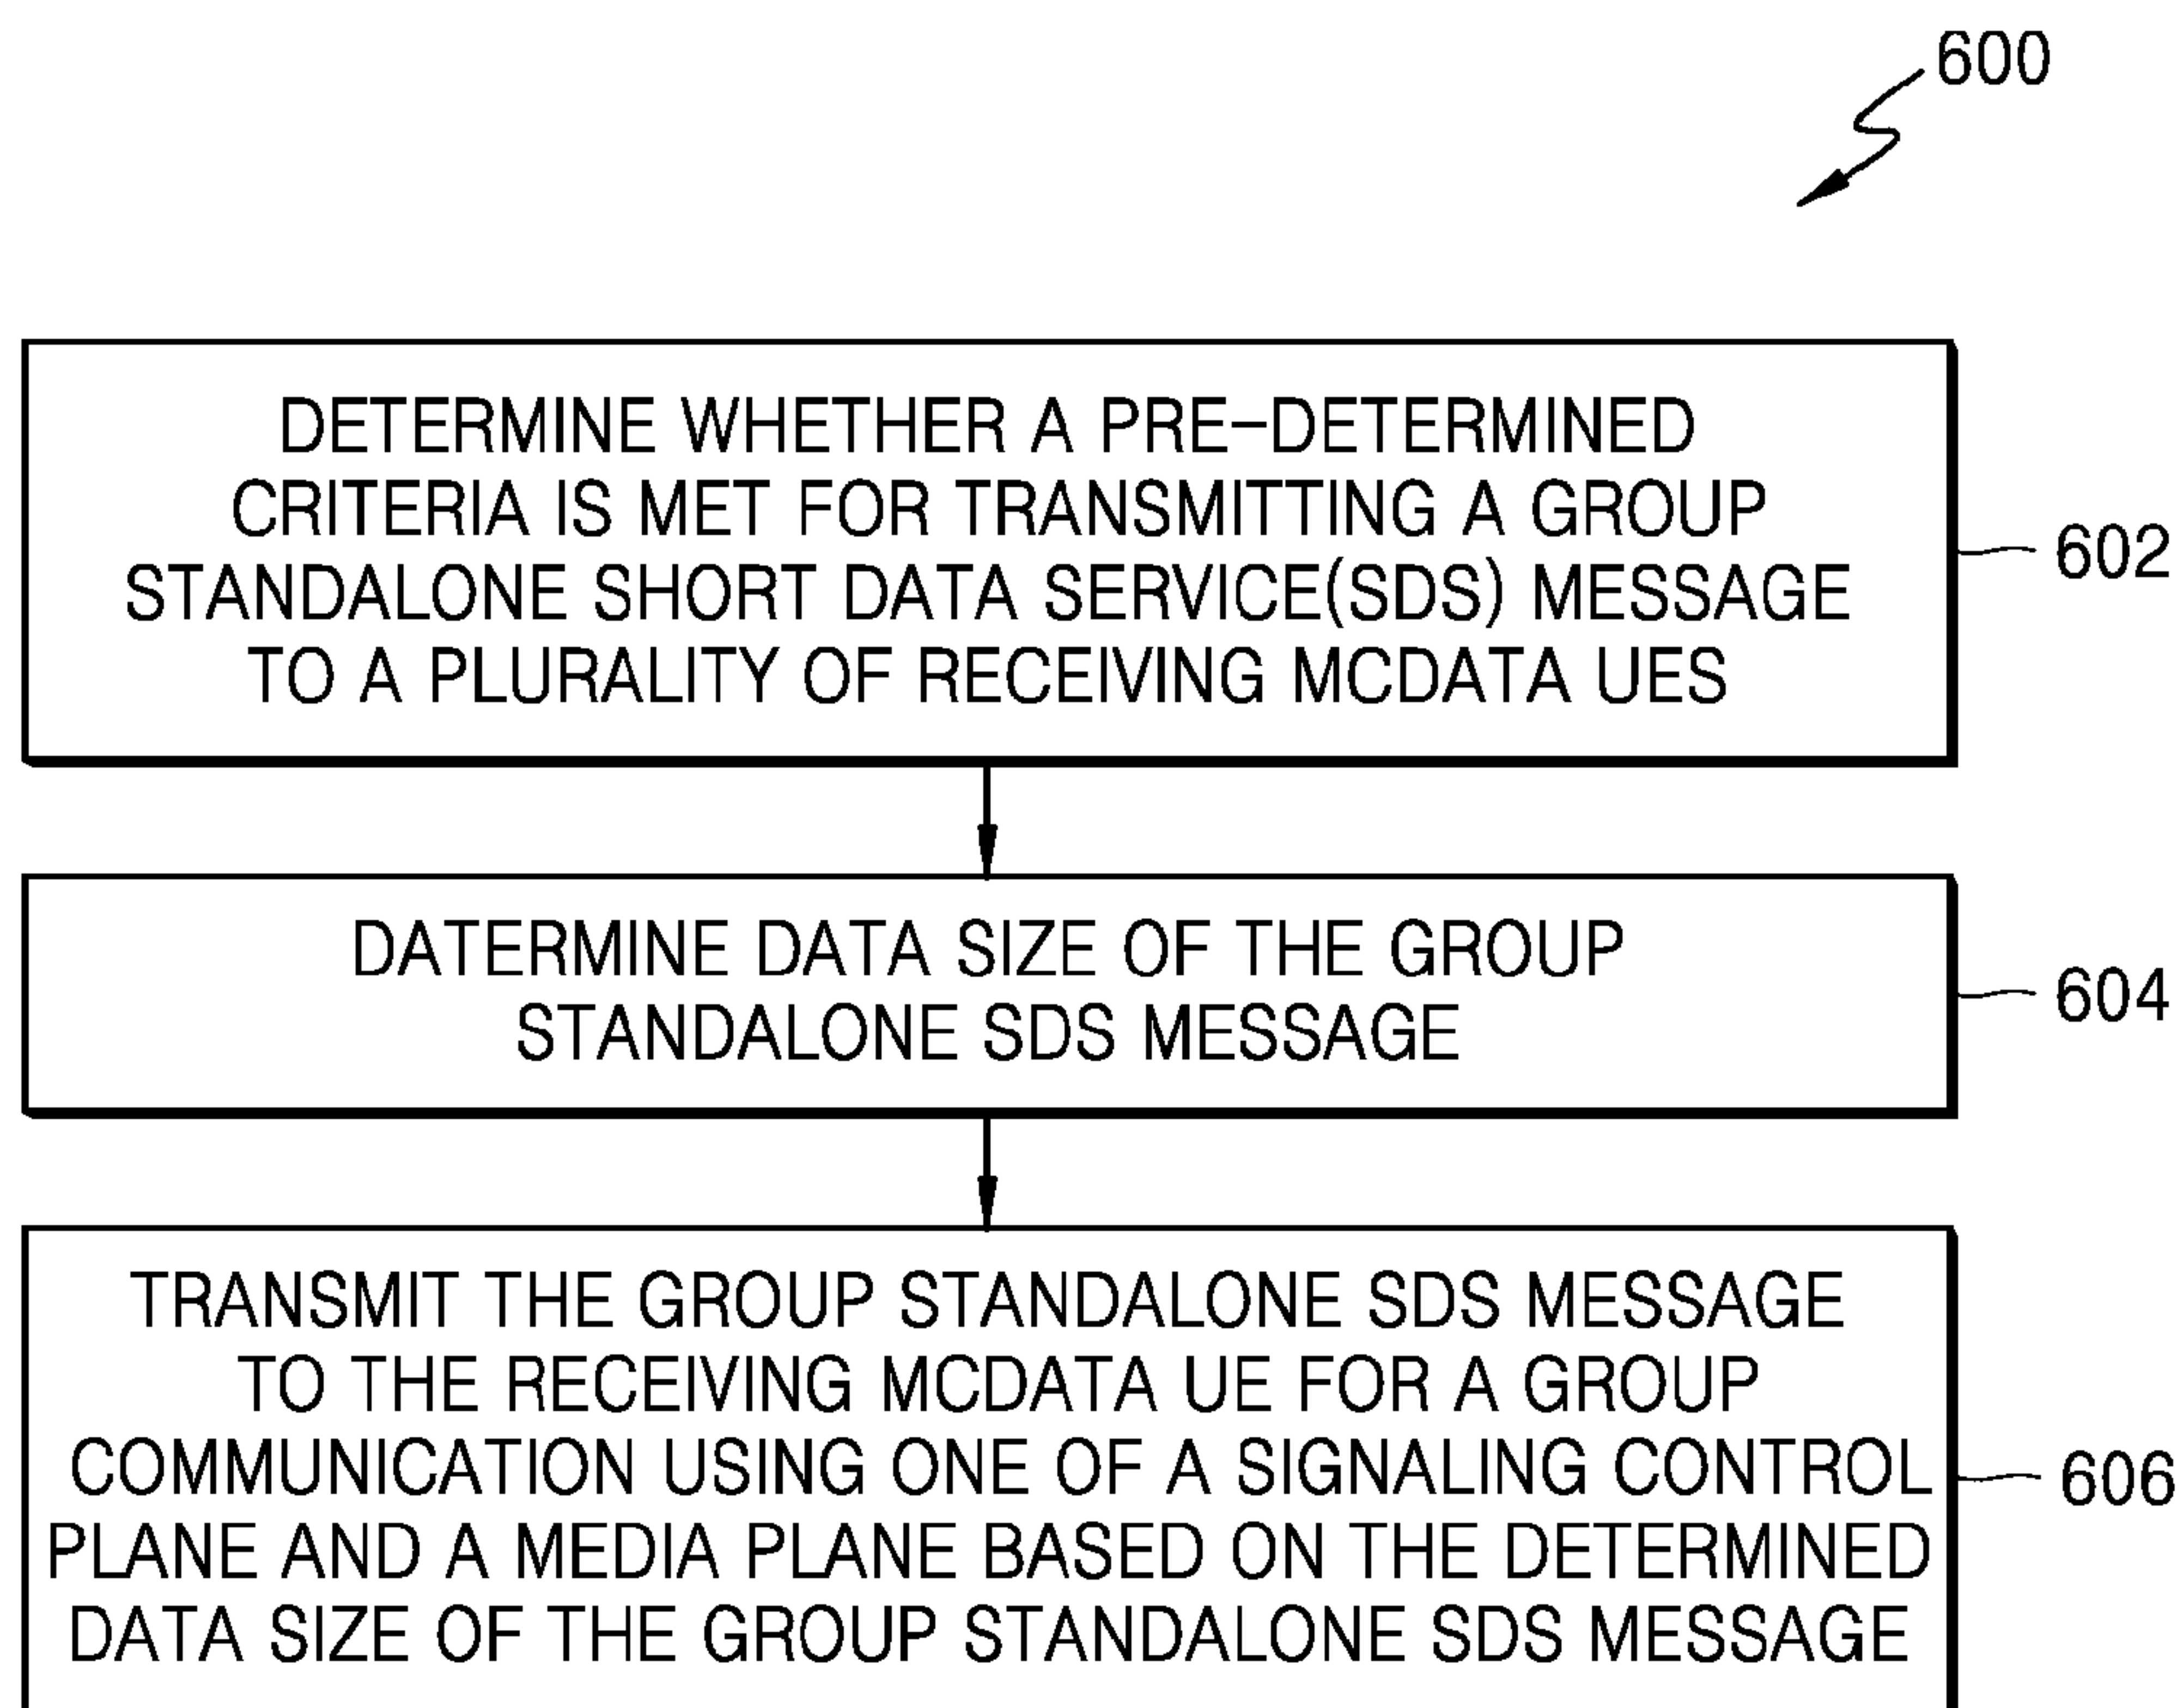 600
DETERMINE WHETHER A PRE-DETERMINED
CRITERIA IS MET FOR TRANSMITTING A GROUP
STANDALONE SHORT DATA SERVICE(SDS) MESSAGE
TO A PLURALITY OF RECEIVING MCDATA UES
602
DATERMINE DATA SIZE OF THE GROUP
STANDALONE SDS MESSAGE
604
TRANSMIT THE GROUP STANDALONE SDS MESSAGE
TO THE RECEIVING MCDATA UE FOR A GROUP
COMMUNICATION USING ONE OF A SIGNALING CONTROL
PLANE AND A MEDIA PLANE BASED ON THE DETERMINED
DATA SIZE OF THE GROUP STANDALONE SDS MESSAGE
606